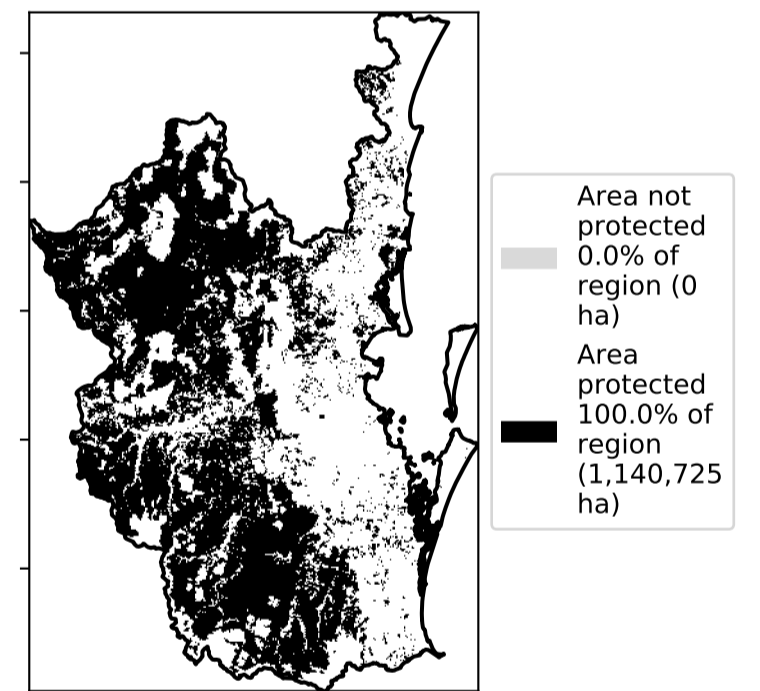 Area not
protected
0.0% of
region (0
ha)
Area
protected
100.0% of
region
(1,140,725
ha)